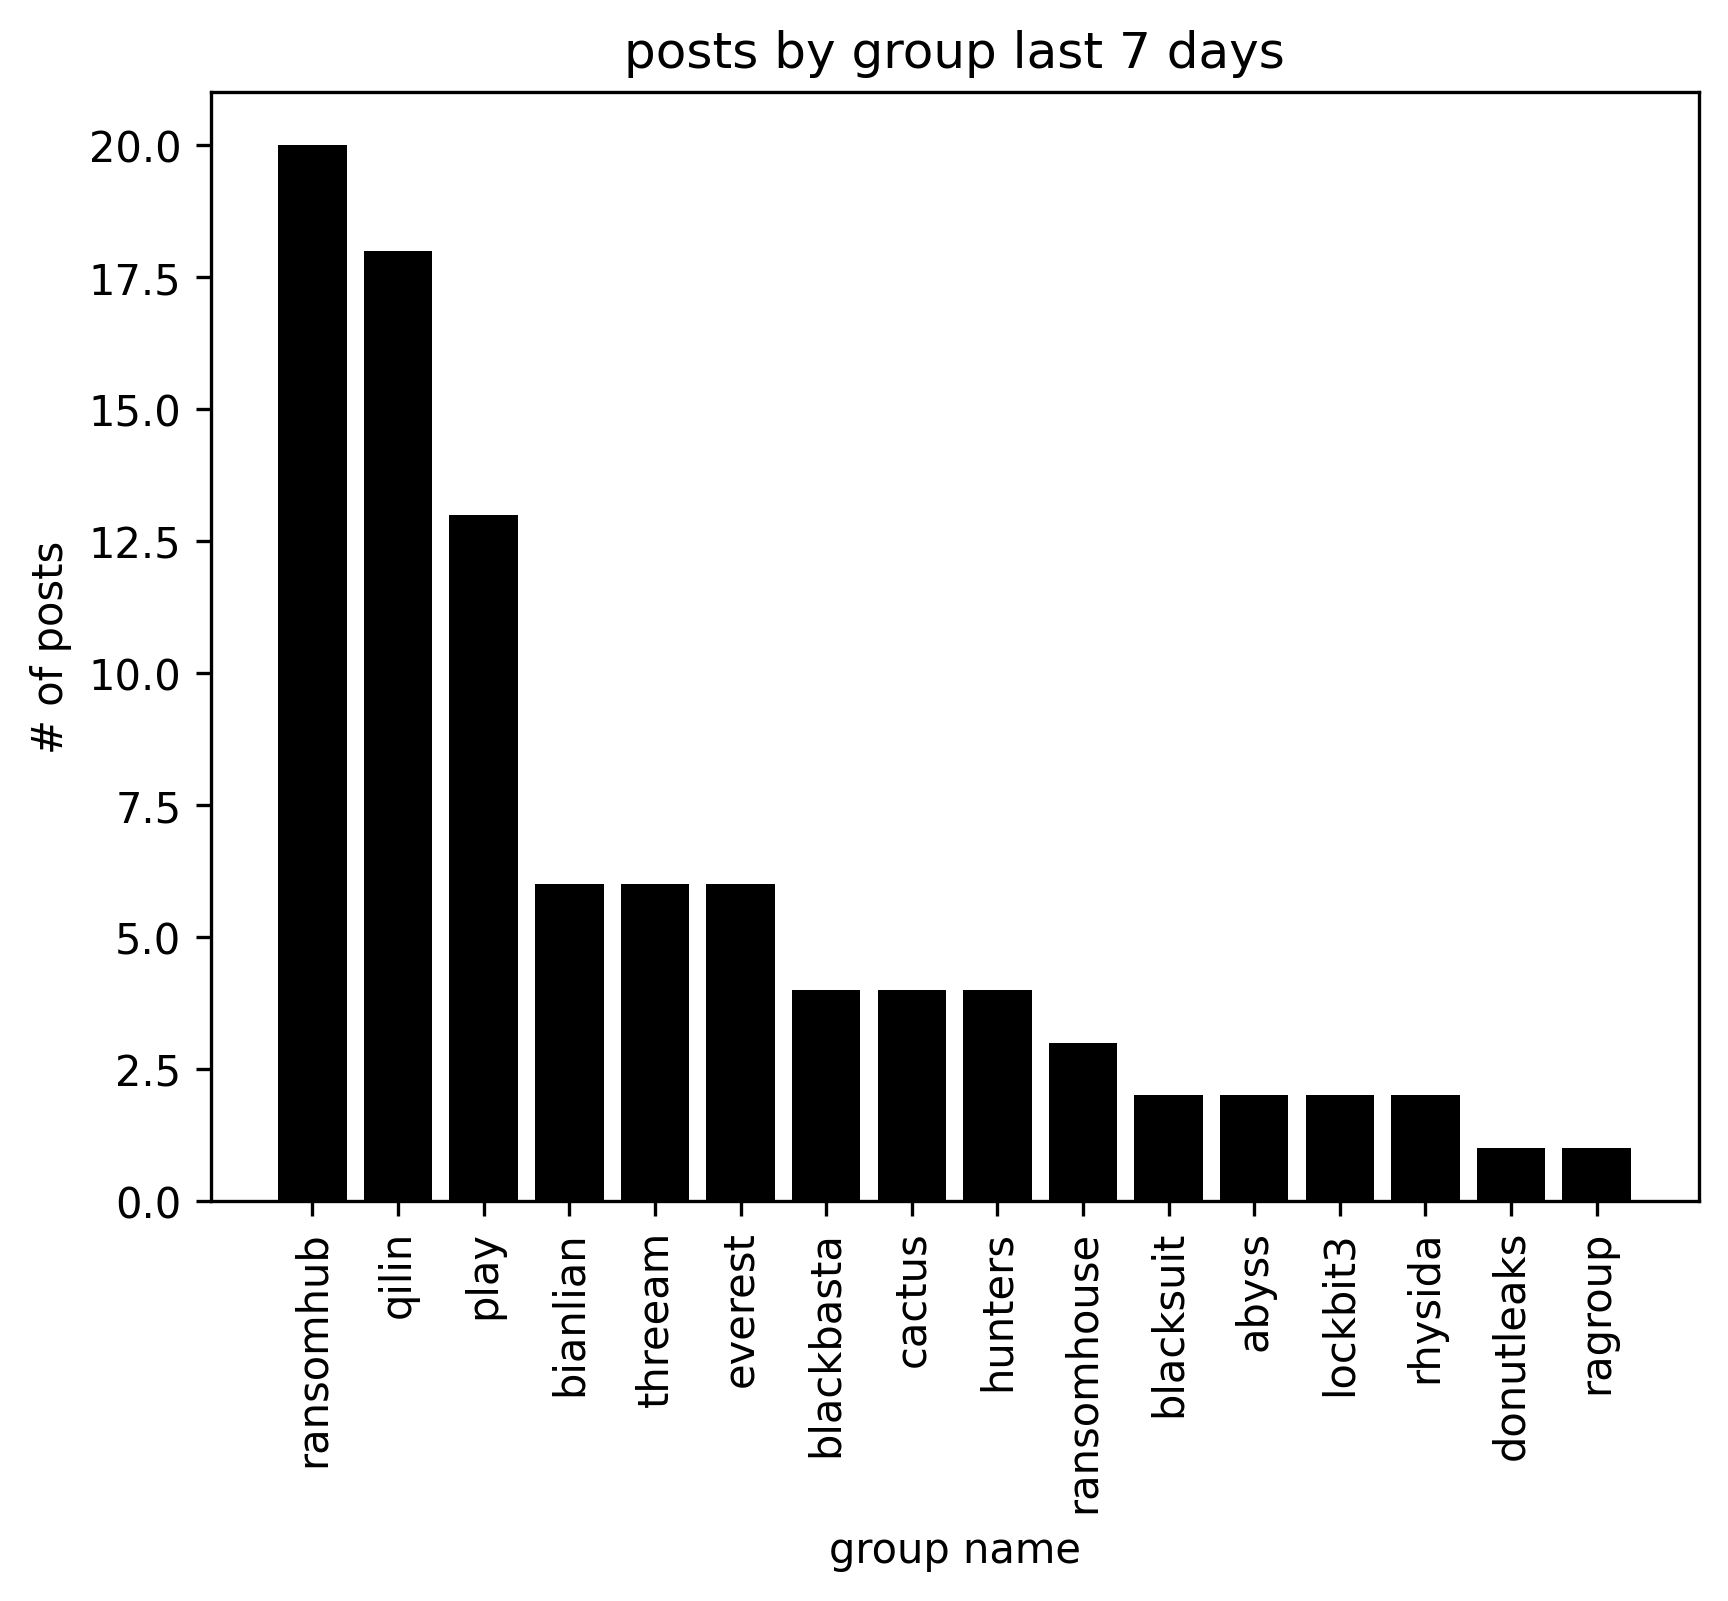 posts by group last 7 days
# of posts
20.0
17.5
15.0
12.5
10.0
7.5
5.0
2.5
0.0
ransomhub
qilin
play
bianlian
threeam
everest
blackbasta
cactus
hunters
ransomhouse
blacksuit
abyss
lockbit3
rhysida
donutleaks
ragroup
group name